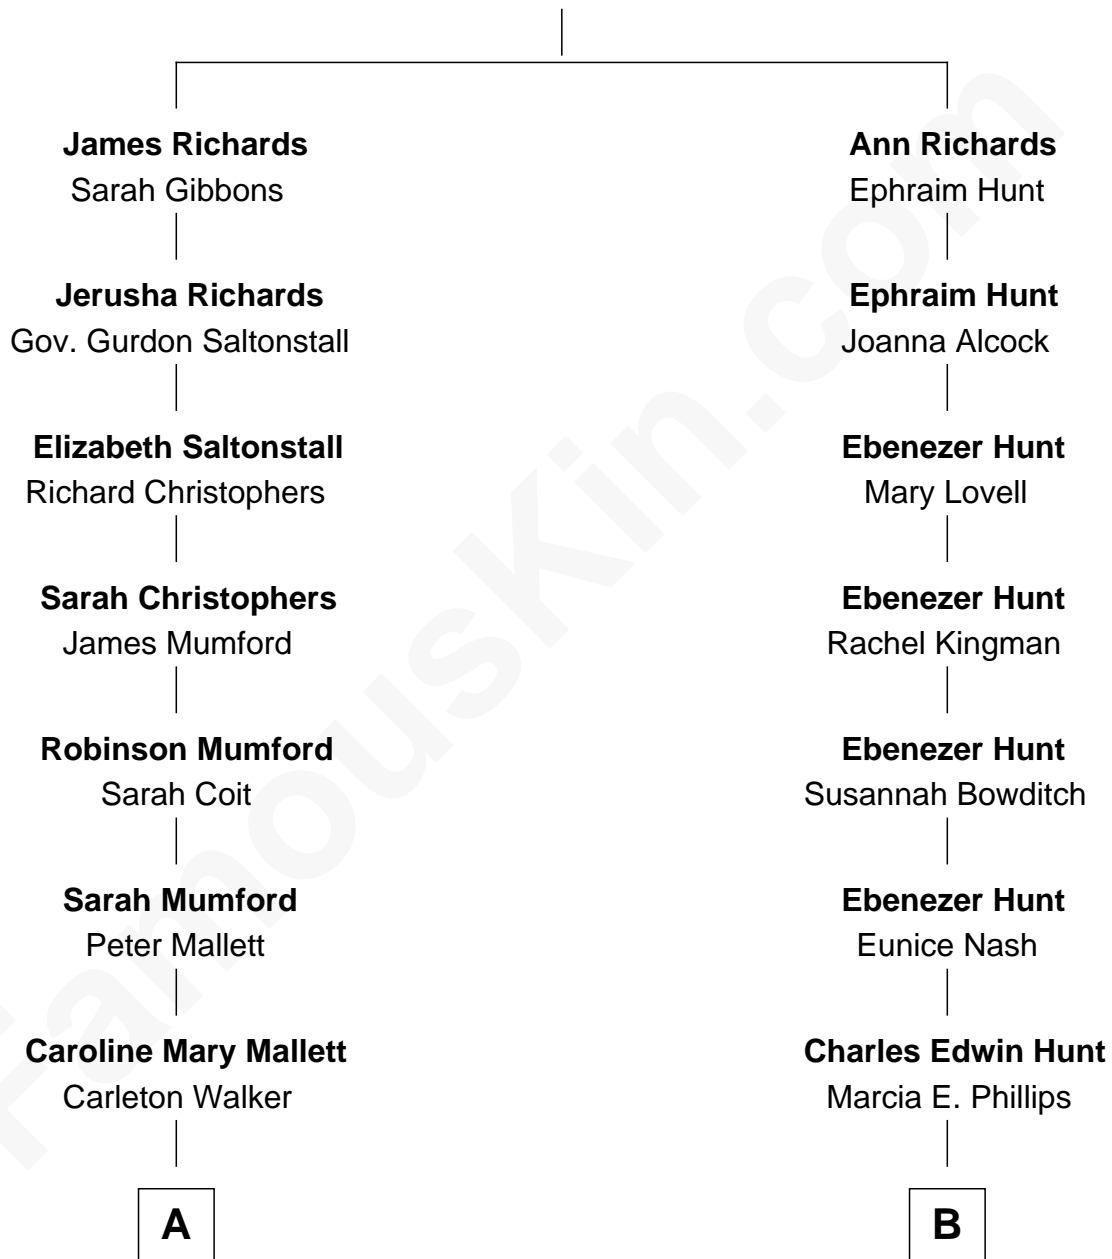 James Richards
Sarah Gibbons
Ann Richards
Ephraim Hunt
Jerusha Richards
Gov. Gurdon Saltonstall
Ephraim Hunt
Joanna Alcock
Elizabeth Saltonstall
Richard Christophers
Ebenezer Hunt
Mary Lovell
Sarah Christophers
James Mumford
Ebenezer Hunt
Rachel Kingman
Robinson Mumford
Sarah Coit
Ebenezer Hunt
Susannah Bowditch
Sarah Mumford
Peter Mallett
Ebenezer Hunt
Eunice Nash
Caroline Mary Mallett
Carleton Walker
Charles Edwin Hunt
Marcia E. Phillips
A
B
FamousKin.com